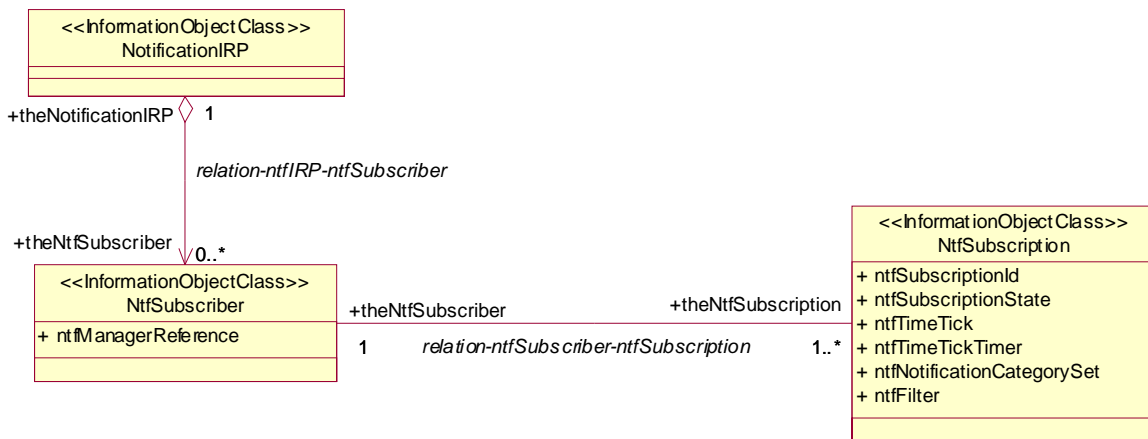 <<InformationObjectClass>>
NotificationIRP
+theNotificationIRP
1
relation-ntfIRP-ntfSubscriber
+theNtfSubscriber
0..*
<<InformationObjectClass>>
NtfSubscriber
+ ntfManagerReference
+theNtfSubscriber
1
relation-ntfSubscriber-ntfSubscription
+theNtfSubscription
1..*
<<InformationObjectClass>>
NtfSubscription
+ ntfSubscriptionId
+ ntfSubscriptionState
+ ntfTimeTick
+ ntfTimeTickTimer
+ ntfNotificationCategorySet
+ ntfFilter